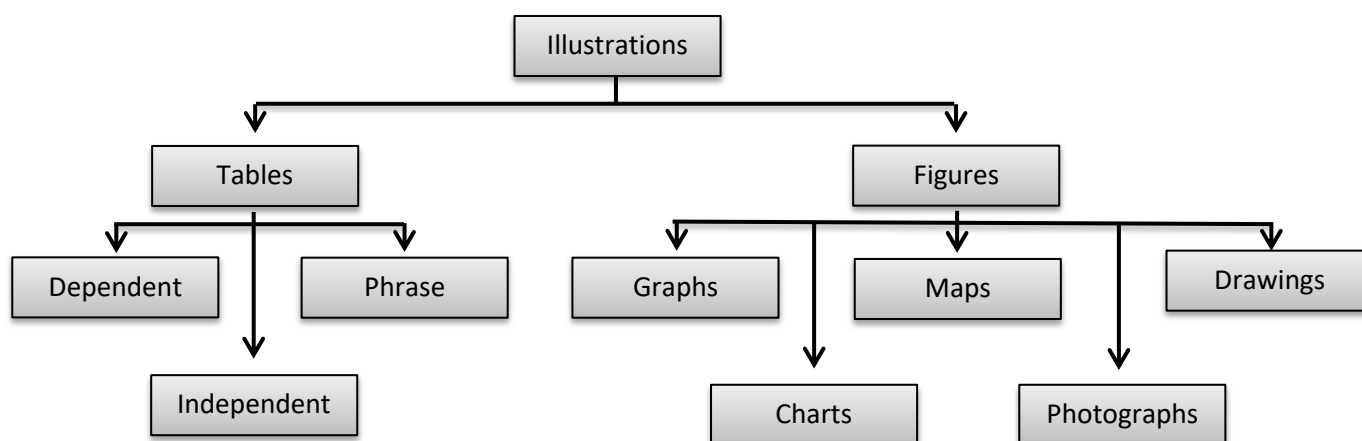 Illustrations
Tables
Figures
Dependent
Phrase
Graphs
Maps
Drawings
Independent
Charts
Photographs